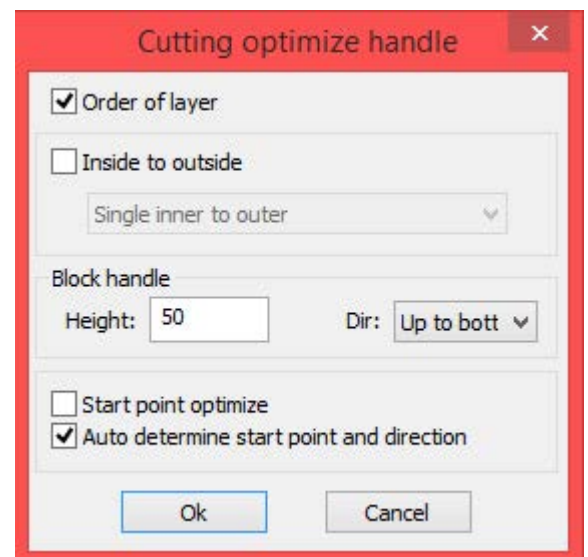 Cutting optimize handle
Order of layer
Inside to outside
Single inner to outer
Block handle
Height: 50 Dir: Up to bott
Start point optimize
Auto determine start point and direction
Ok Cancel